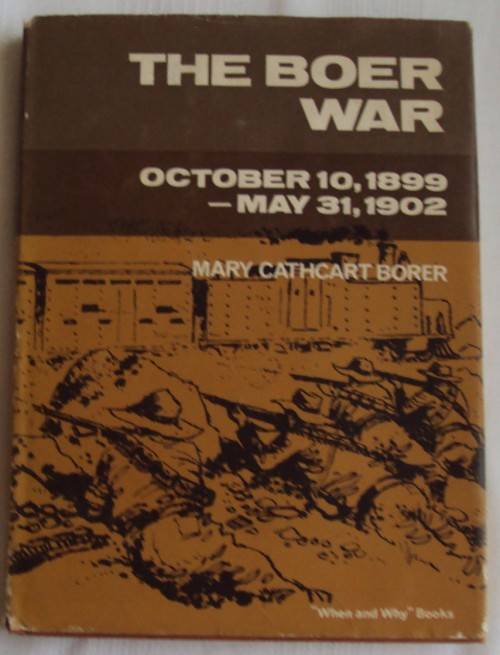 THE BOER
WAR
OCTOBER 10, 1899
— MAY 31, 1902
MARY CATHCART BORER
"When and Why" Books